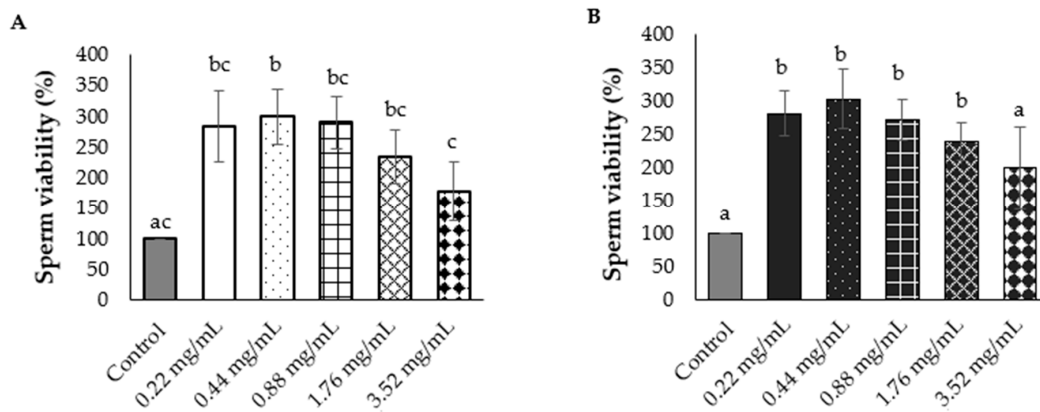 A
Sperm viability (%)
400
350
300
250
200
150
100
50
0
ac
bc
b
bc
bc
c
Control
0.22 mg/mL
0.44 mg/mL
0.88 mg/mL
1.76 mg/mL
3.52 mg/mL
B
Sperm viability (%)
400
350
300
250
200
150
100
50
0
a
b
b
b
b
a
Control
0.22 mg/mL
0.44 mg/mL
0.88 mg/mL
1.76 mg/mL
3.52 mg/mL